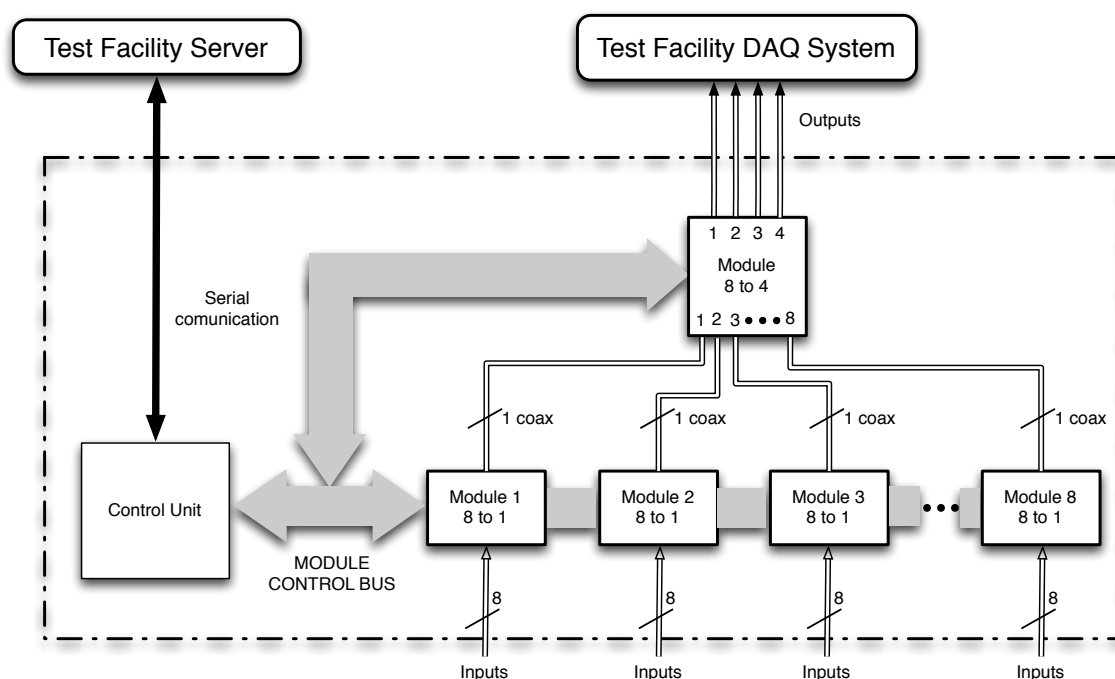 Test Facility Server
Test Facility DAQ System
Outputs
1 2 3 4
Module
8 to 4
1 2 3 ••• 8
Serial
comunication
1 coax
1 coax
1 coax
1 coax
Control Unit
Module 1
8 to 1
Module 2
8 to 1
Module 3
8 to 1
•••
Module 8
8 to 1
MODULE
CONTROL BUS
8
8
8
8
Inputs
Inputs
Inputs
Inputs